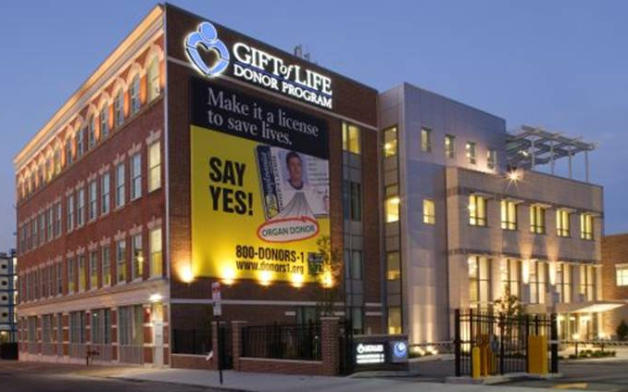 GIFT of LIFE
DONOR PROGRAM
Make it a license
to save lives.
SAY
YES!
ORGAN DONOR
800-DONORS-1
www.donors1.org